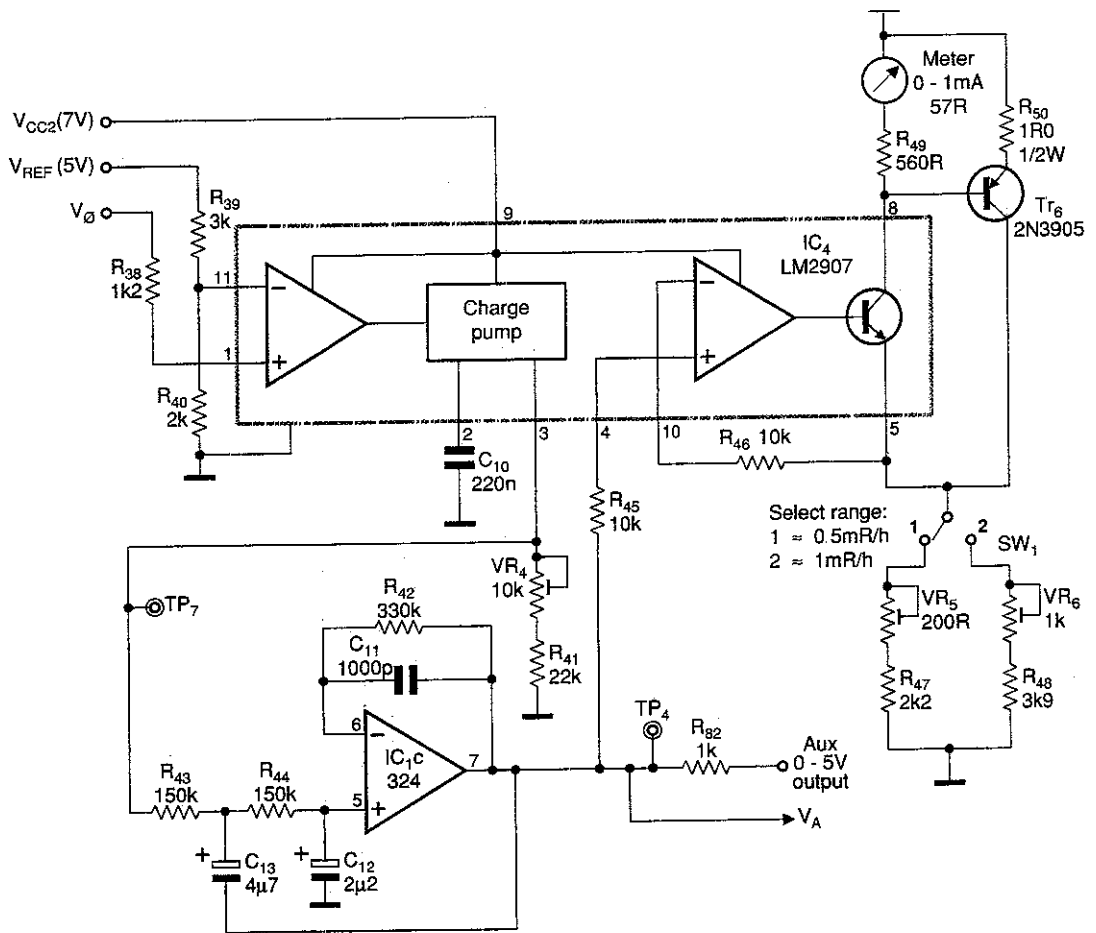 Meter
0 - 1mA
57R
R50
1R0
1/2W
VCC2(7V)
R49
560R
VREF (5V)
R39
3k
VØ
Tr6
2N3905
9
8
IC4
LM2907
R38
1k2
11
−
Charge
pump
−
1
+
+
R40
2k
2
3
4
10
5
R46 10k
C10
220n
R45
10k
Select range:
1 ≈ 0.5mR/h
2 ≈ 1mR/h
1
2
SW1
VR4
10k
R42
330k
TP7
VR5
200R
VR6
1k
C11
1000p
R41
22k
R47
2k2
R48
3k9
6
−
TP4
R82
1k
IC1c
324
7
Aux
0 - 5V
output
R43
150k
R44
150k
5
+
VA
+
C13
4µ7
+
C12
2µ2